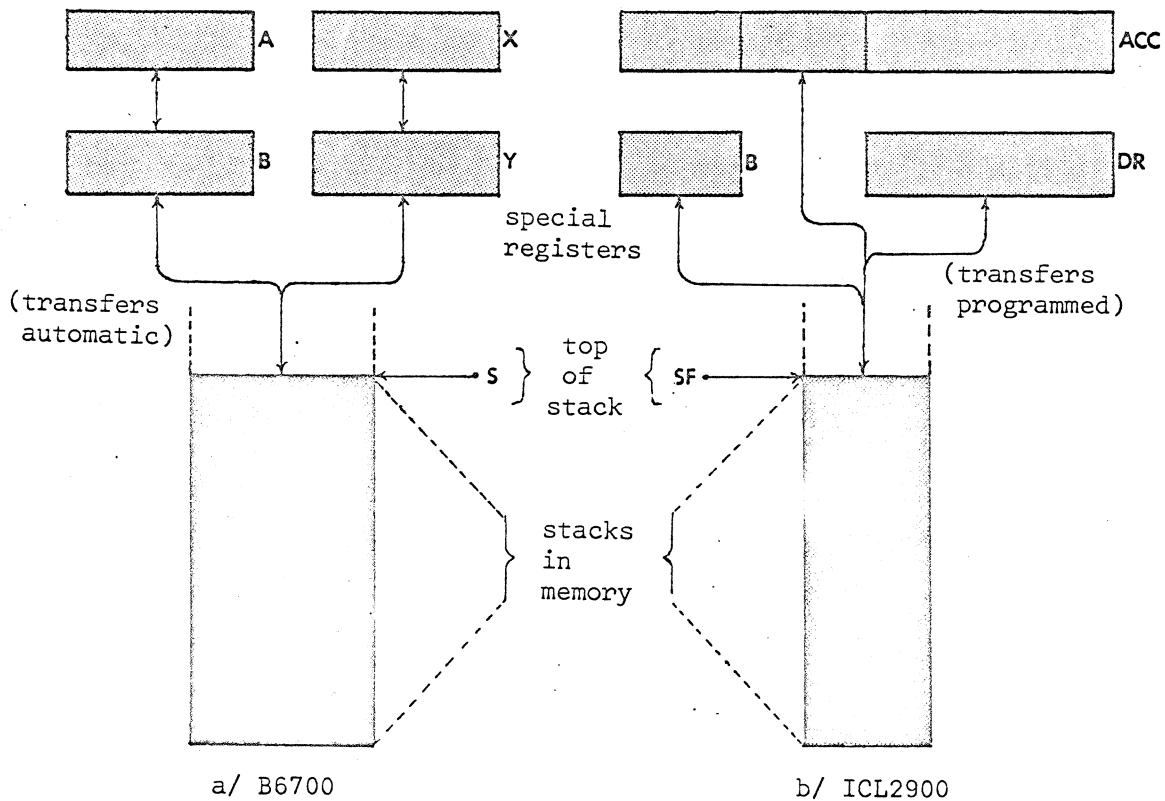 A
X
ACC
B
Y
B
DR
special
registers
(transfers
automatic)
(transfers
programmed)
S
top
of
stack
SF
stacks
in
memory
a/ B6700
b/ ICL2900